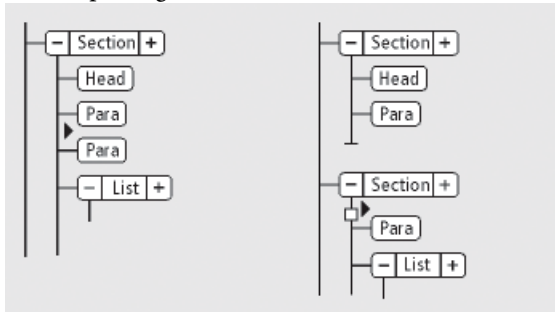 − Section +
Head
Para
Para
− List +
− Section +
Head
Para
− Section +
Para
− List +